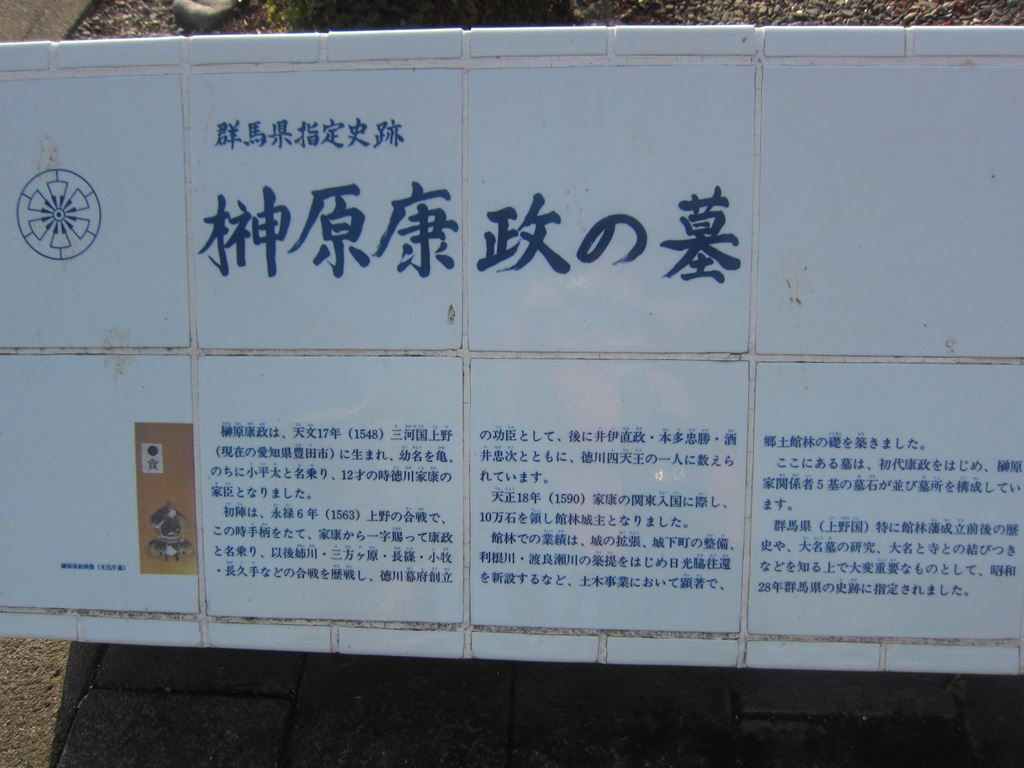 群馬県指定史跡
榊原康政の墓
榊原康政は、天文17年（1548）三河国上野
（現在の愛知県豊田市）に生まれ、幼名を亀、
のちに小平太と名乗り、12才の時徳川家康の
家臣となりました。
初陣は、永禄6年（1563）上野の合戦で、
この時手柄をたて、家康から一字賜って康政
と名乗り、以後姉川・三方ヶ原・長篠・小牧
・長久手などの合戦を歴戦し、徳川幕府創立
の功臣として、後に井伊直政・本多忠勝・酒
井忠次とともに、徳川四天王の一人に数えら
れています。
天正18年（1590）家康の関東入国に際し、
10万石を領し館林城主となりました。
館林での業績は、城の拡張、城下町の整備、
利根川・渡良瀬川の築提をはじめ日光脇往還
を新設するなど、土木事業において顕著で、
郷土館林の礎を築きました。
ここにある墓は、初代康政をはじめ、榊原
家関係者5基の墓石が並び墓所を構成してい
ます。
群馬県（上野国）特に館林藩成立前後の歴
史や、大名墓の研究、大名と寺との結びつき
などを知る上で大変重要なものとして、昭和
28年群馬県の史跡に指定されました。
榊原康政画像（文化庁蔵）